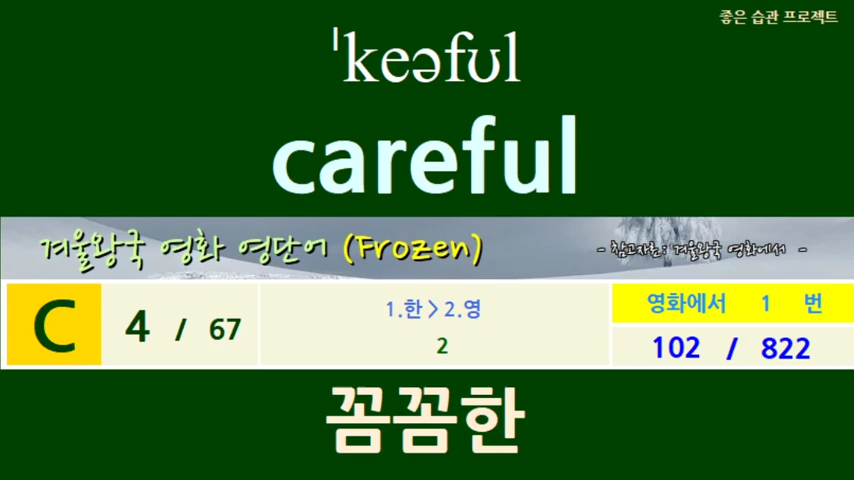 좋은 습관 프로젝트
ˈkeəfʊl
careful
겨울왕국 영화 영단어 (Frozen)
- 참고자료: 겨울왕국 영화에서 -
C
4 / 67
1.한 > 2.영
2
영화에서 1 번
102 / 822
꼼꼼한